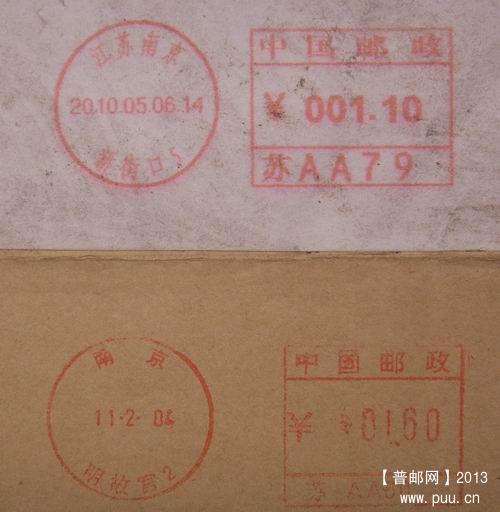 江苏南京
20.10.05.06.14
新街口5
中国邮政
¥ 001.10
苏AA79
南京
11·2·04
明故宫2
中国邮政
¥ 0160
苏 AA
【普邮网】2013
www.puu.cn